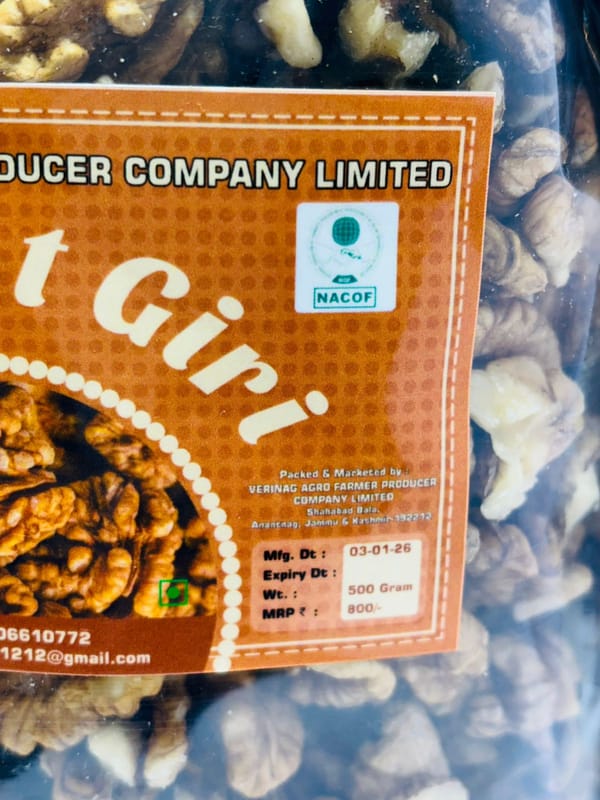 DUCER COMPANY LIMITED
t Giri
NACOF
Packed & Marketed by :
VERINAG AGRO FARMER PRODUCER
COMPANY LIMITED
Shahabad Bala,
Anantnag, Jammu & Kashmir-192212
Mfg. Dt : 03-01-26
Expiry Dt :
Wt. : 500 Gram
MRP ₹ : 800/-
06610772
1212@gmail.com